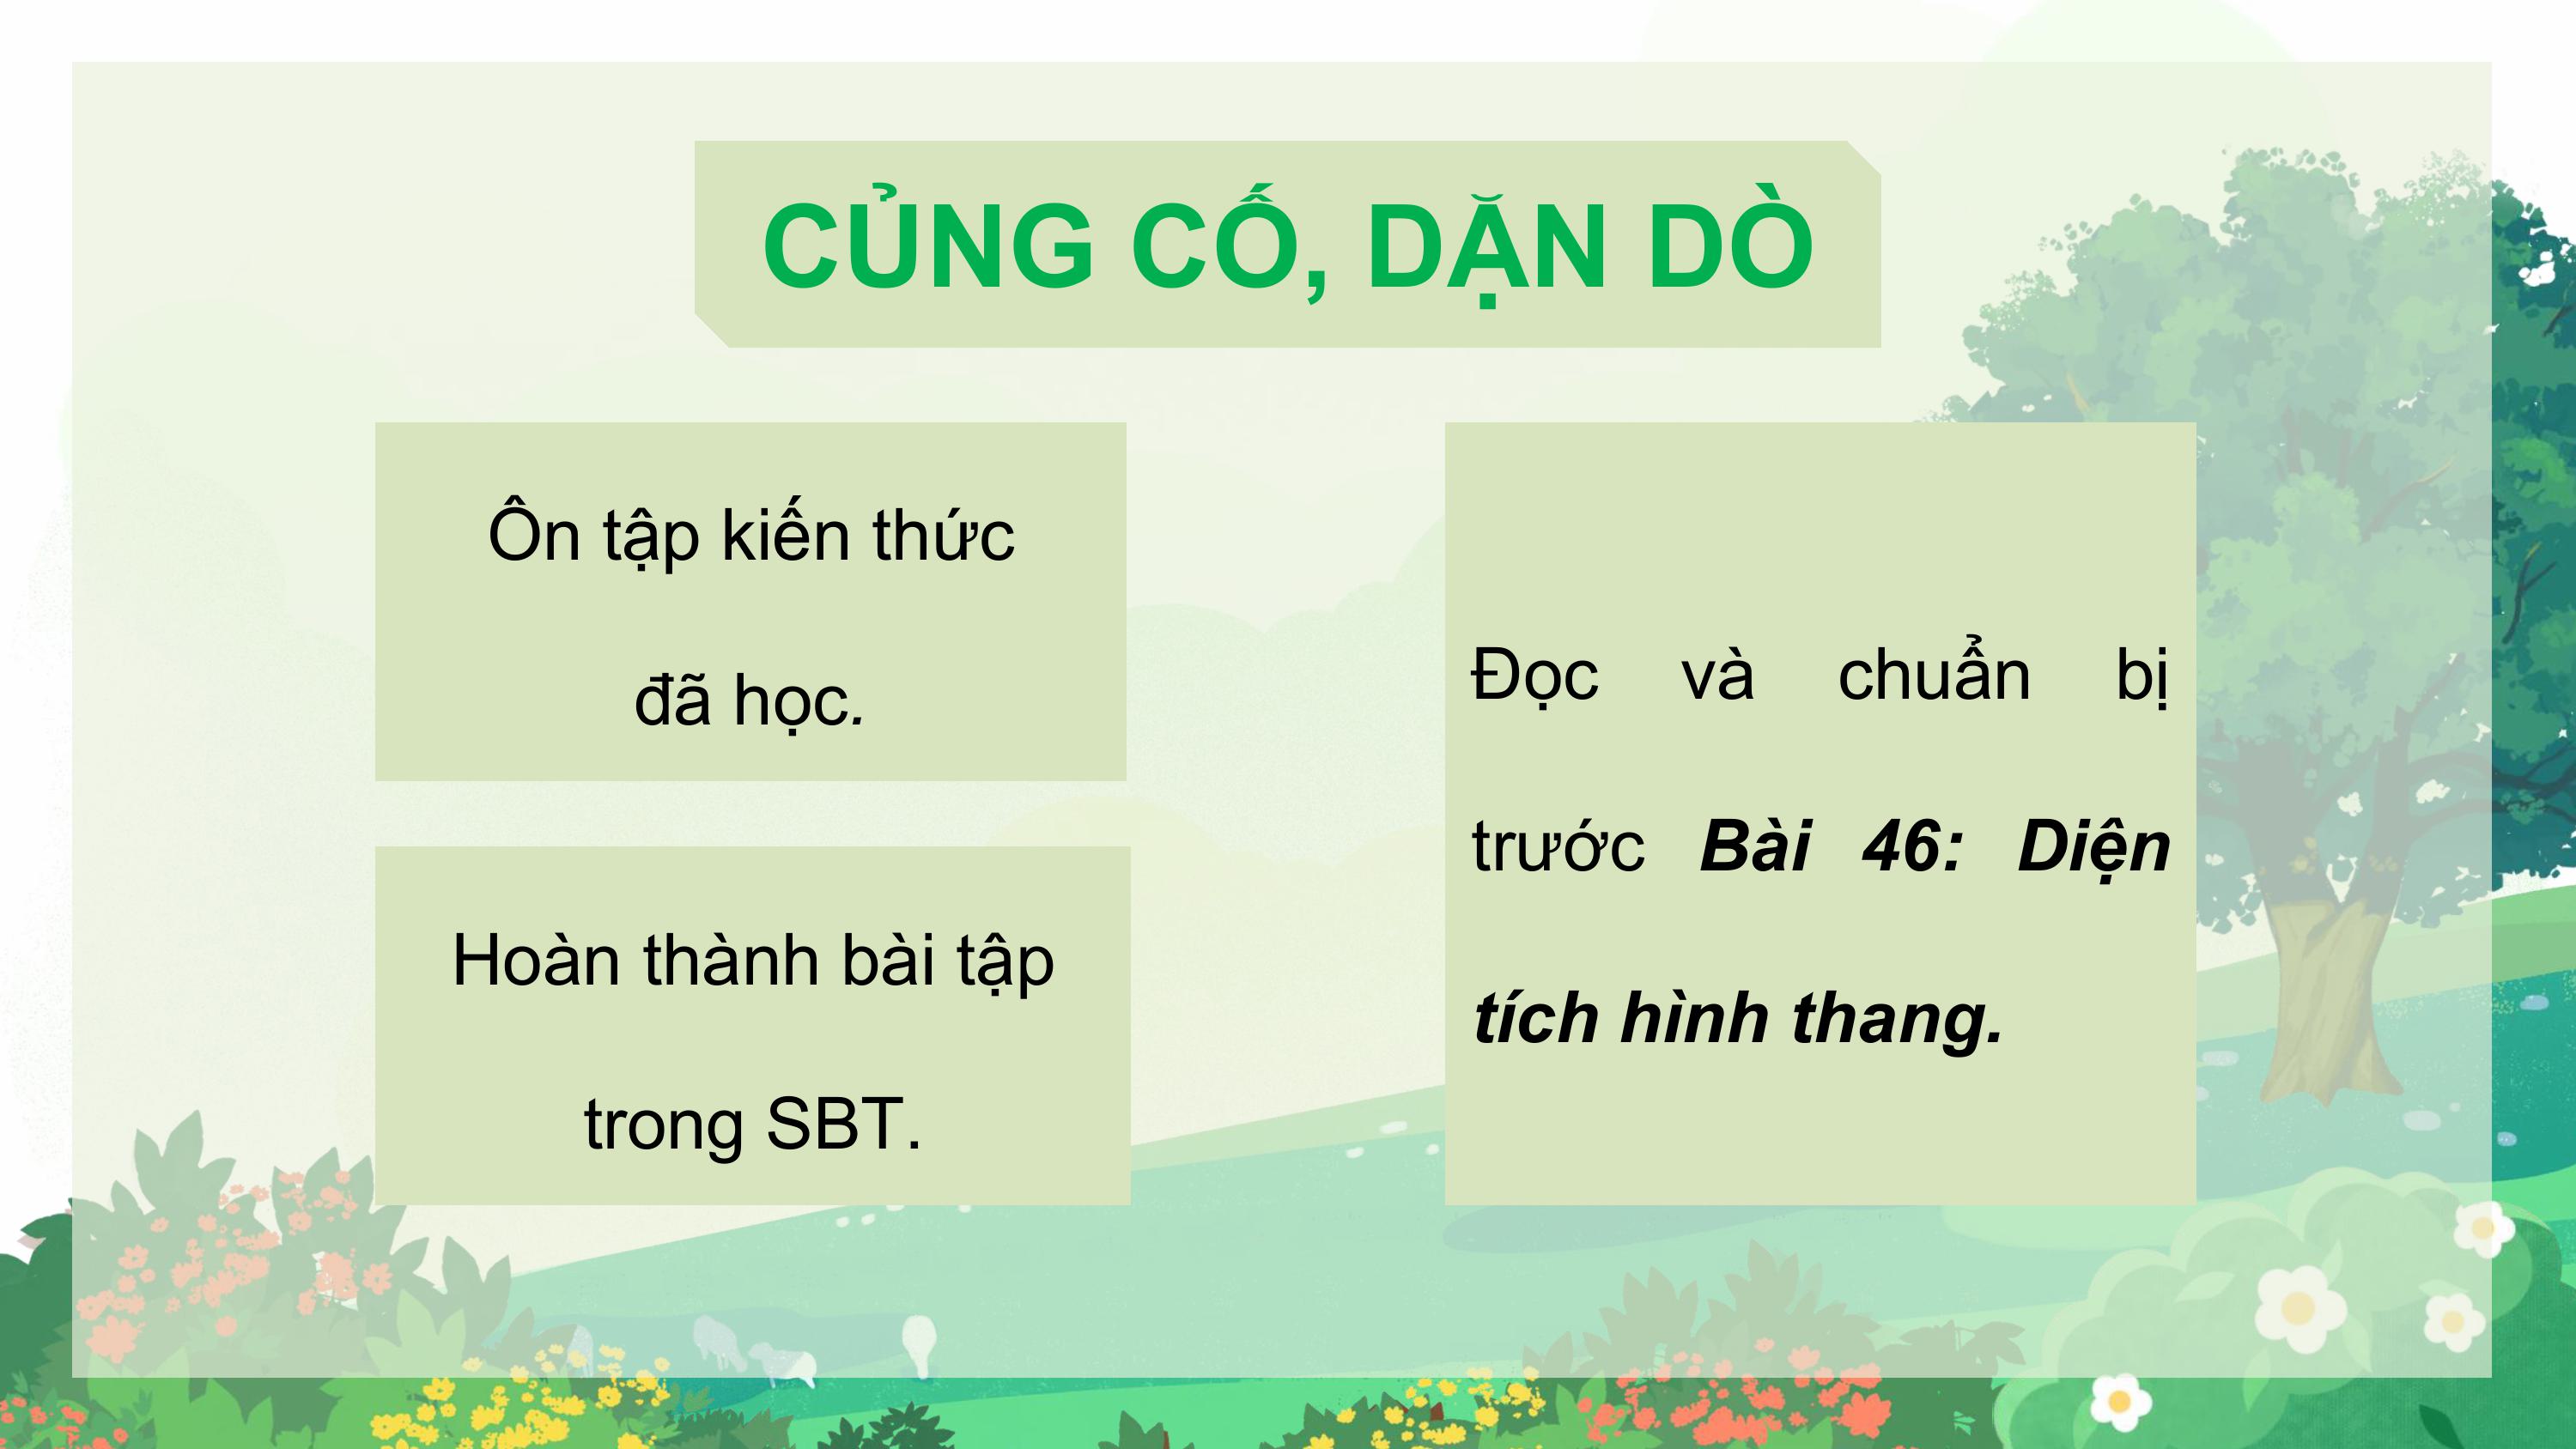 CỦNG CỐ, DẶN DÒ
Ôn tập kiến thức
đã học.
Hoàn thành bài tập
trong SBT.
Đọc và chuẩn bị
trước Bài 46: Diện
tích hình thang.